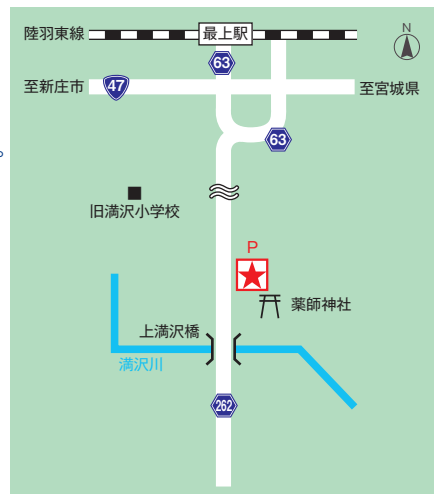 陸羽東線
最上駅
N
63
至新庄市
47
至宮城県
63
旧満沢小学校
P
薬師神社
上満沢橋
満沢川
262